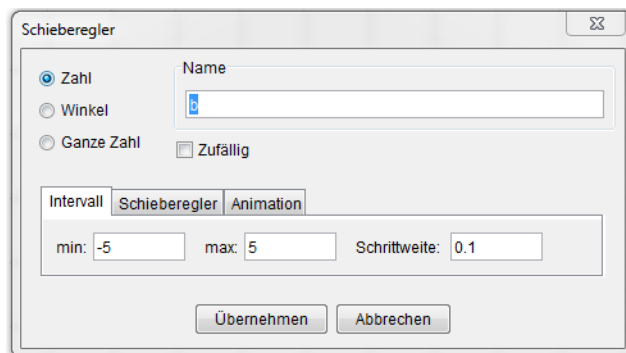 Schieberegler
Zahl
Winkel
Ganze Zahl
Name
b
Zufällig
Intervall Schieberegler Animation
min: -5 max: 5 Schrittweite: 0.1
Übernehmen Abbrechen